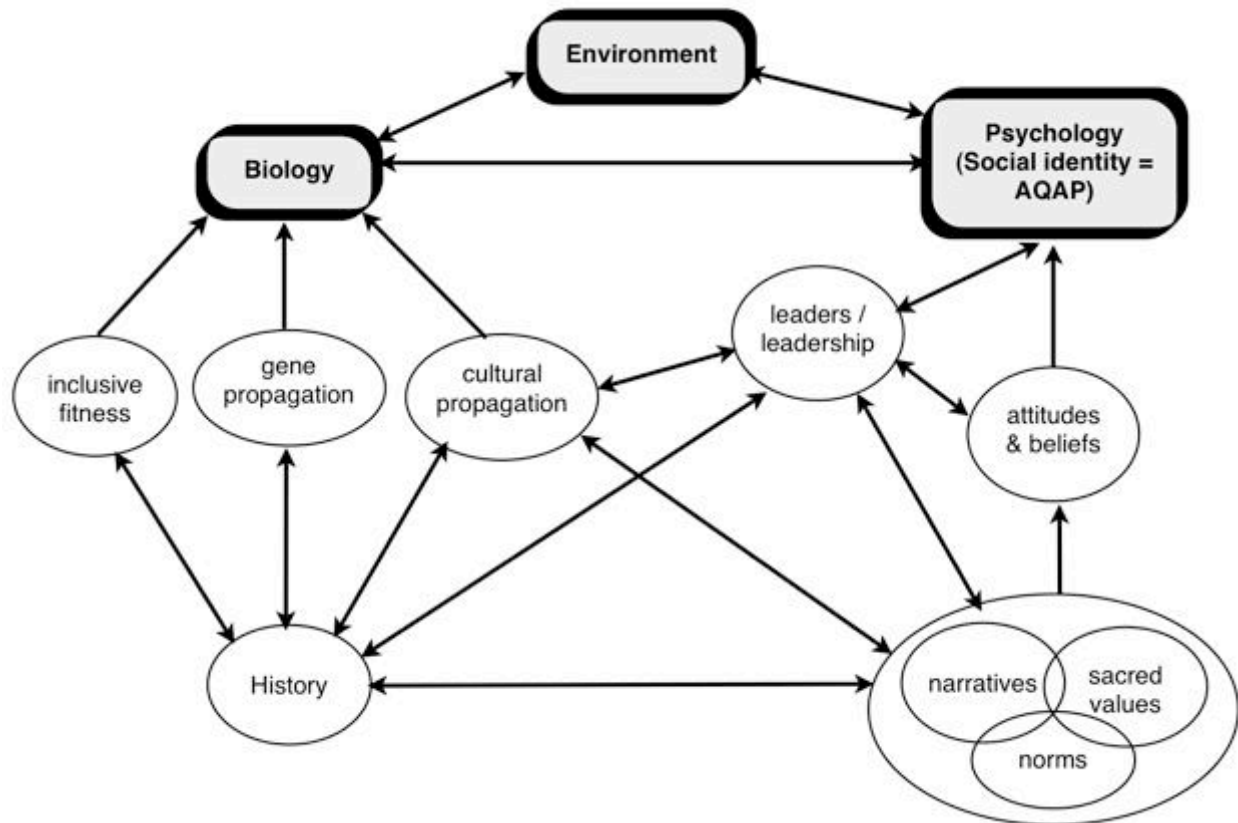 Environment
Psychology
(Social identity =
AQAP)
Biology
leaders /
leadership
inclusive
fitness
gene
propagation
cultural
propagation
attitudes
& beliefs
History
narratives
sacred
values
norms